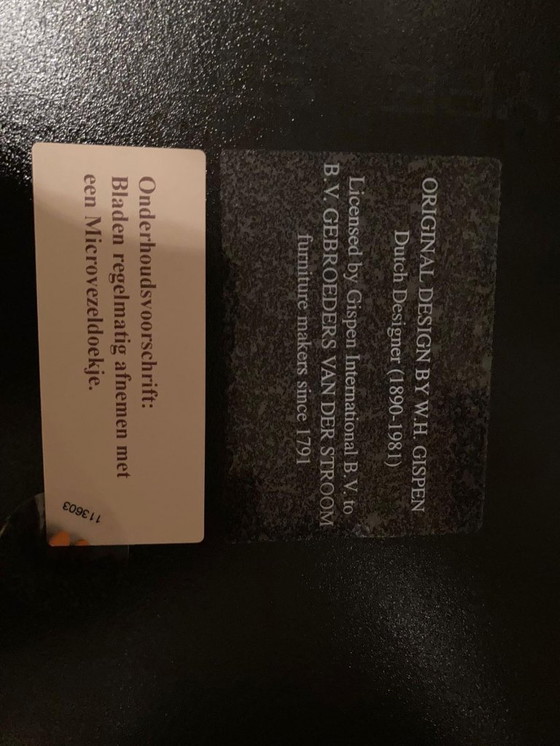 ORIGINAL DESIGN BY W.H. GISPEN
Dutch Designer (1890-1981)
Licensed by Gispen International B.V. to
B.V. GEBROEDERS VAN DER STROOM
furniture makers since 1791
Onderhoudsvoorschrift:
Bladen regelmatig afnemen met
een Microvezeldoekje.
113603